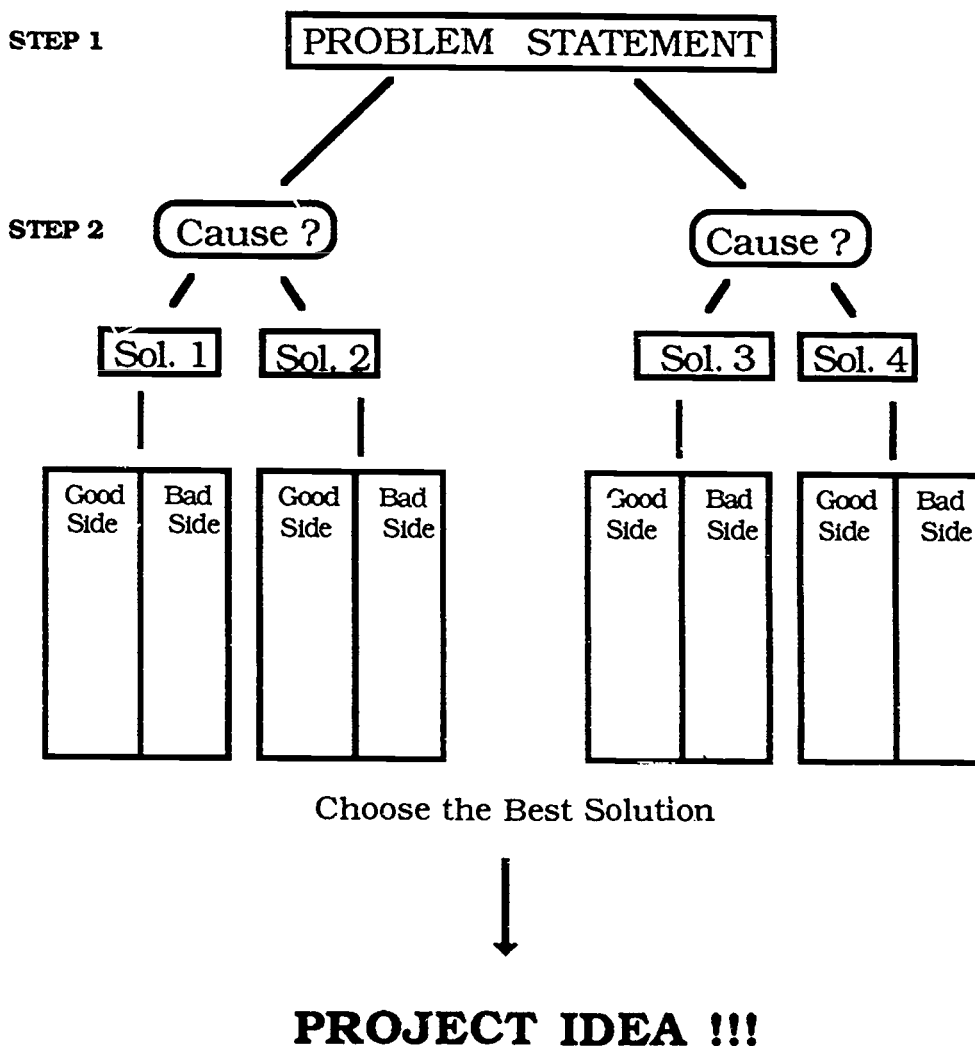 STEP 1
PROBLEM STATEMENT
STEP 2
Cause ?
Cause ?
Sol. 1
Sol. 2
Sol. 3
Sol. 4
Good Side
Bad Side
Good Side
Bad Side
Good Side
Bad Side
Good Side
Bad Side
Choose the Best Solution
PROJECT IDEA !!!